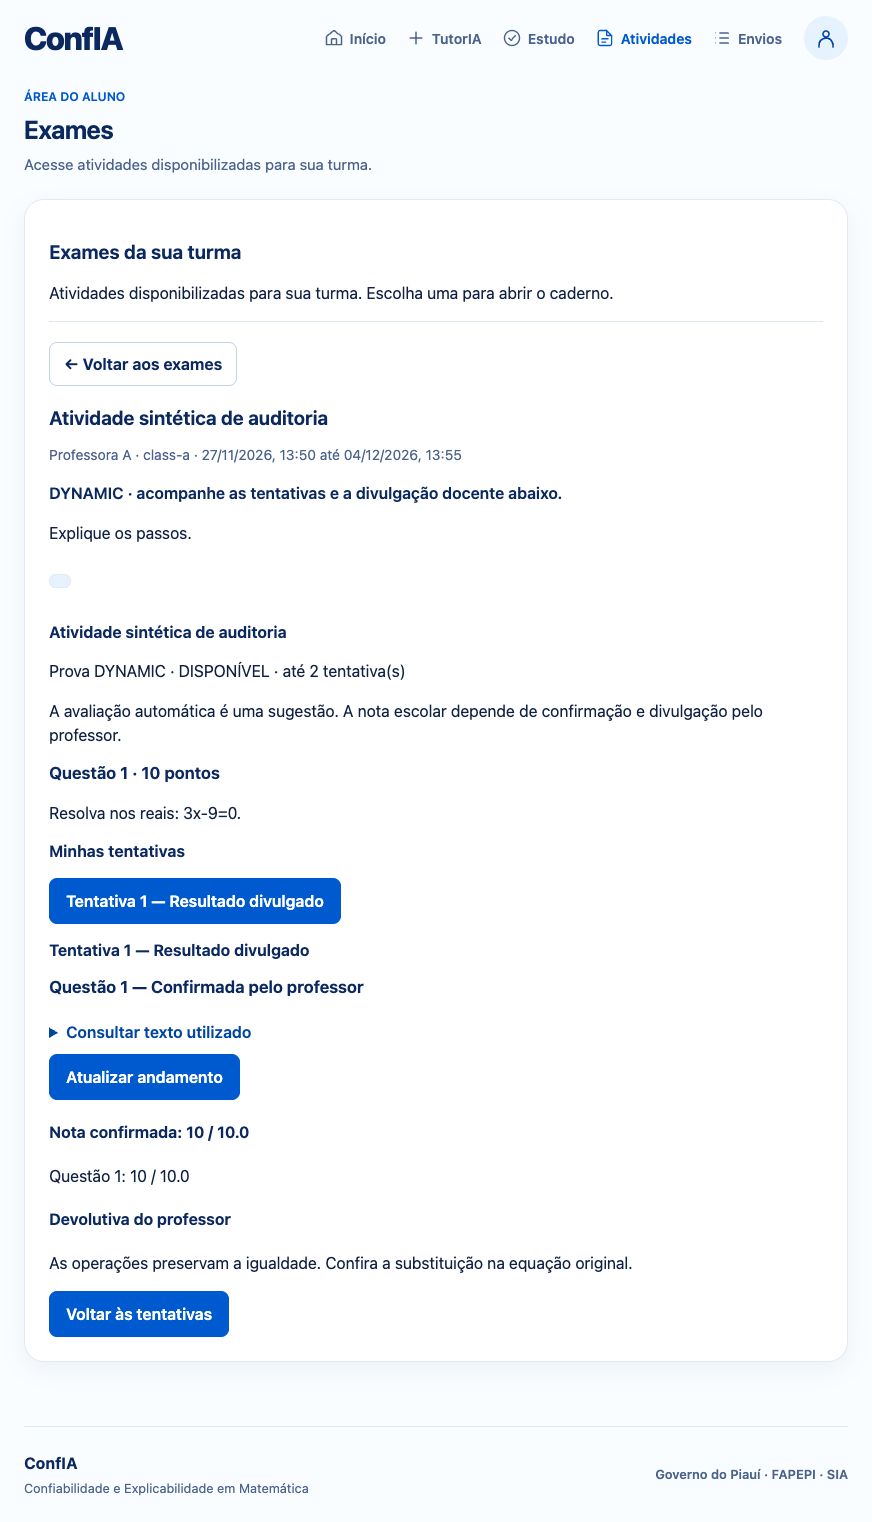 ConfIA
Início
TutorIA
Estudo
Atividades
Envios
ÁREA DO ALUNO
Exames
Acesse atividades disponibilizadas para sua turma.
Exames da sua turma
Atividades disponibilizadas para sua turma. Escolha uma para abrir o caderno.
← Voltar aos exames
Atividade sintética de auditoria
Professora A · class-a · 27/11/2026, 13:50 até 04/12/2026, 13:55
DYNAMIC · acompanhe as tentativas e a divulgação docente abaixo.
Explique os passos.
Atividade sintética de auditoria
Prova DYNAMIC · DISPONÍVEL · até 2 tentativa(s)
A avaliação automática é uma sugestão. A nota escolar depende de confirmação e divulgação pelo
professor.
Questão 1 · 10 pontos
Resolva nos reais: 3x-9=0.
Minhas tentativas
Tentativa 1 — Resultado divulgado
Tentativa 1 — Resultado divulgado
Questão 1 — Confirmada pelo professor
Consultar texto utilizado
Atualizar andamento
Nota confirmada: 10 / 10.0
Questão 1: 10 / 10.0
Devolutiva do professor
As operações preservam a igualdade. Confira a substituição na equação original.
Voltar às tentativas
ConfIA
Confiabilidade e Explicabilidade em Matemática
Governo do Piauí · FAPEPI · SIA